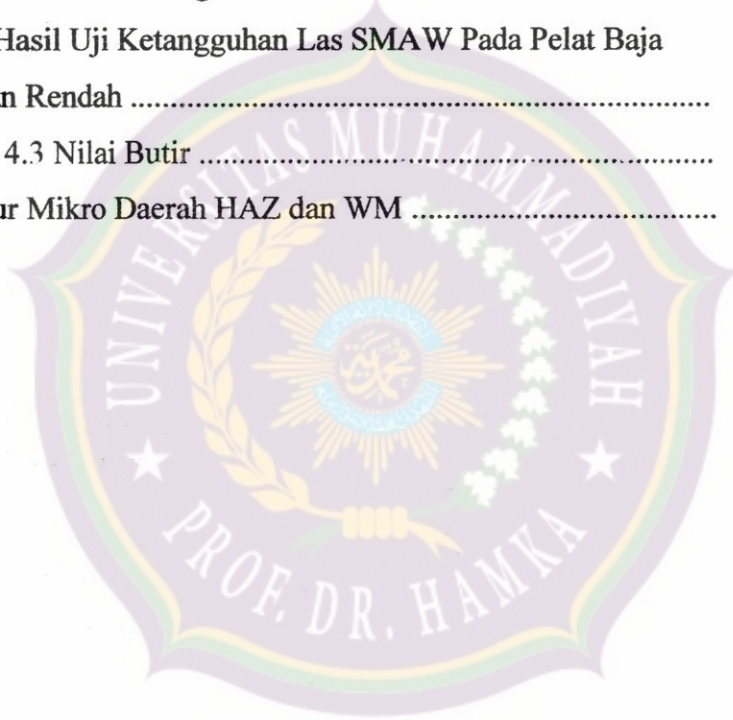 Hasil Uji Ketangguhan Las SMAW Pada Pelat Baja
n Rendah ......................................................................
4.3 Nilai Butir ..............................................................
ur Mikro Daerah HAZ dan WM .....................................
UNIVERSITAS MUHAMMADIYAH
PROF. DR. HAMKA
محمدية